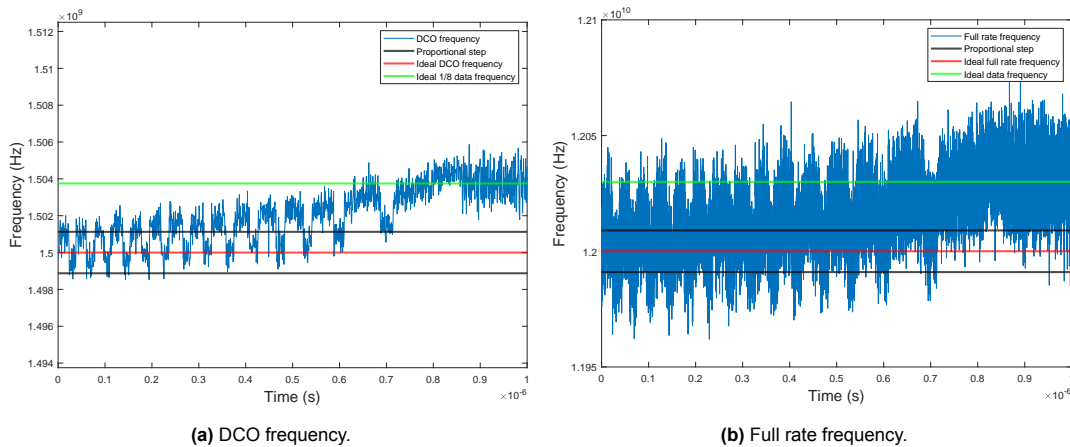 ×10⁹
1.512
1.51
1.508
1.506
1.504
1.502
1.5
1.498
1.496
1.494
Frequency (Hz)
DCO frequency
Proportional step
Ideal DCO frequency
Ideal 1/8 data frequency
0 0.1 0.2 0.3 0.4 0.5 0.6 0.7 0.8 0.9 1
Time (s)
×10⁻⁶
(a) DCO frequency.
×10¹⁰
1.21
1.205
1.2
1.195
Frequency (Hz)
Full rate frequency
Proportional step
Ideal full rate frequency
Ideal data frequency
0 0.1 0.2 0.3 0.4 0.5 0.6 0.7 0.8 0.9 1
Time (s)
×10⁻⁶
(b) Full rate frequency.